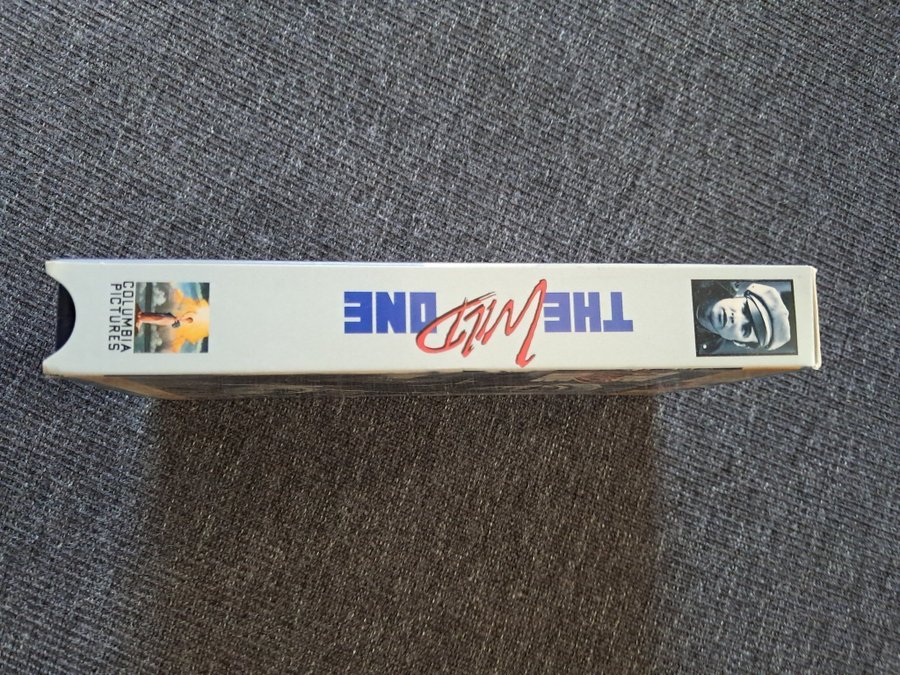 THE WILD ONE
COLUMBIA
PICTURES